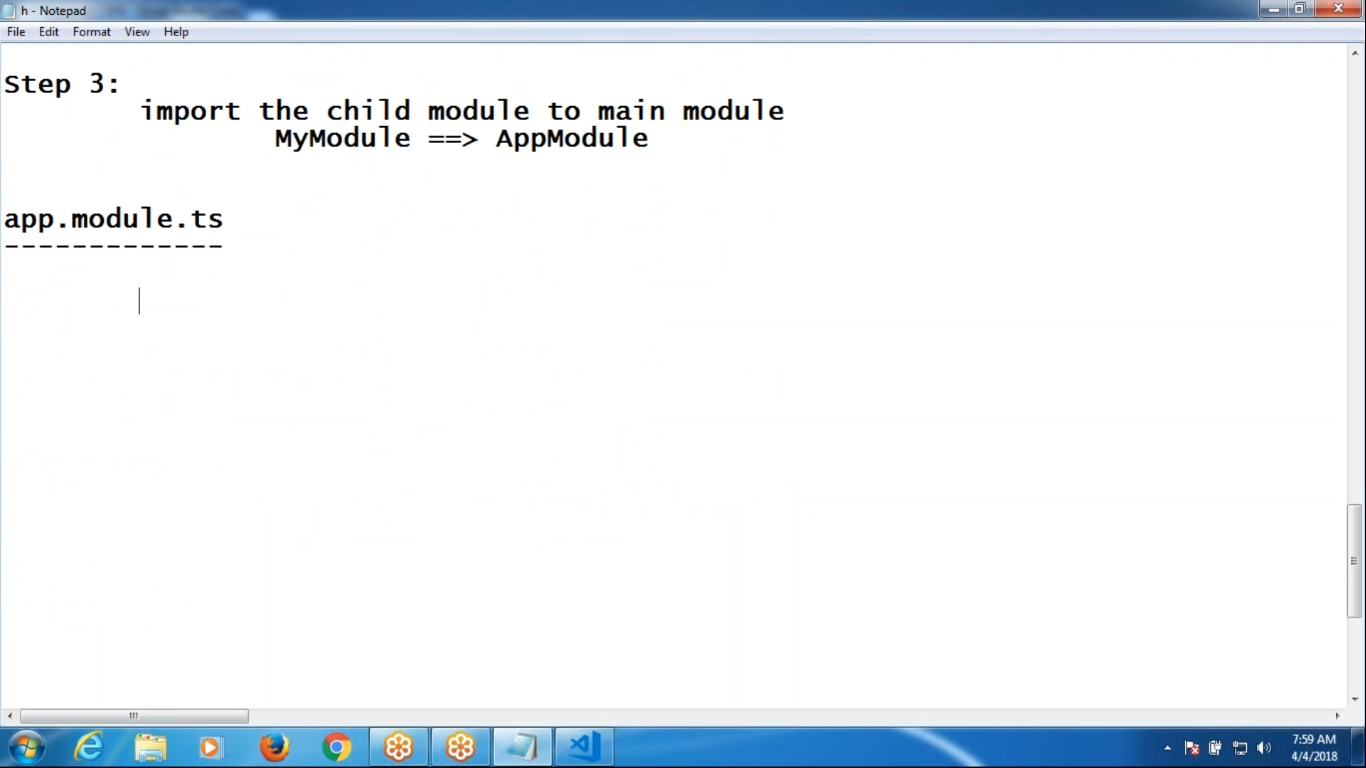 h - Notepad
File Edit Format View Help
Step 3:
import the child module to main module
MyModule ==> AppModule
app.module.ts
-------------
7:59 AM
4/4/2018